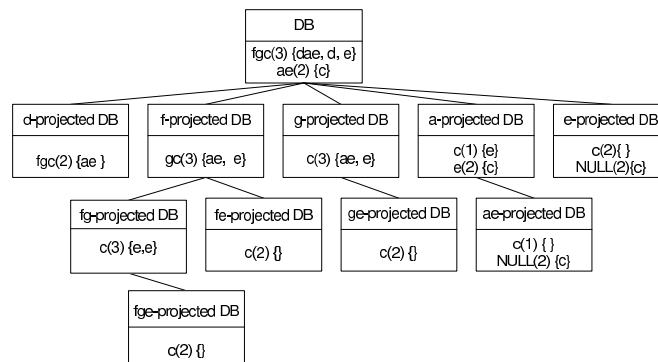 DB
fgc(3) {dae, d, e}
ae(2) {c}
d-projected DB
fgc(2) {ae }
f-projected DB
gc(3) {ae, e}
g-projected DB
c(3) {ae, e}
a-projected DB
c(1) {e}
e(2) {c}
e-projected DB
c(2){ }
NULL(2){c}
fg-projected DB
c(3) {e,e}
fe-projected DB
c(2) {}
ge-projected DB
c(2) {}
ae-projected DB
c(1) { }
NULL(2) {c}
fge-projected DB
c(2) {}